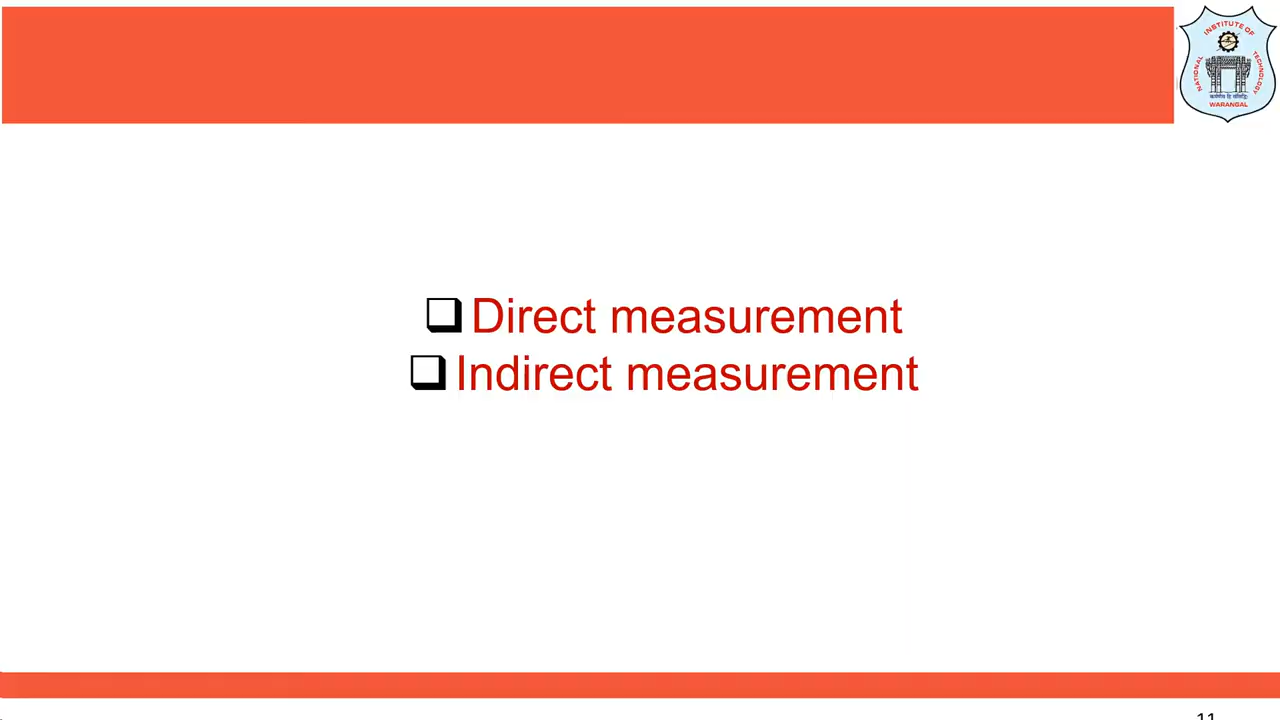 INSTITUTE OF
NATIONAL
TECHNOLOGY
WARANGAL
Direct measurement
Indirect measurement
11